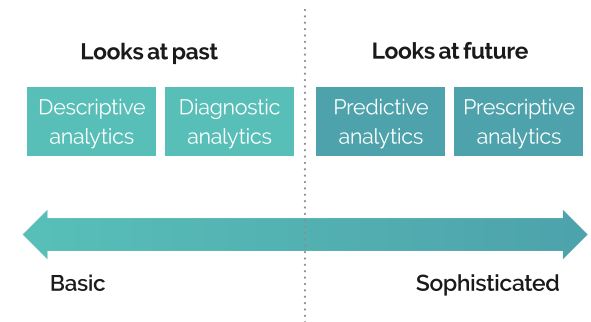 Looks at past
Looks at future
Descriptive
analytics
Diagnostic
analytics
Predictive
analytics
Prescriptive
analytics
Basic
Sophisticated